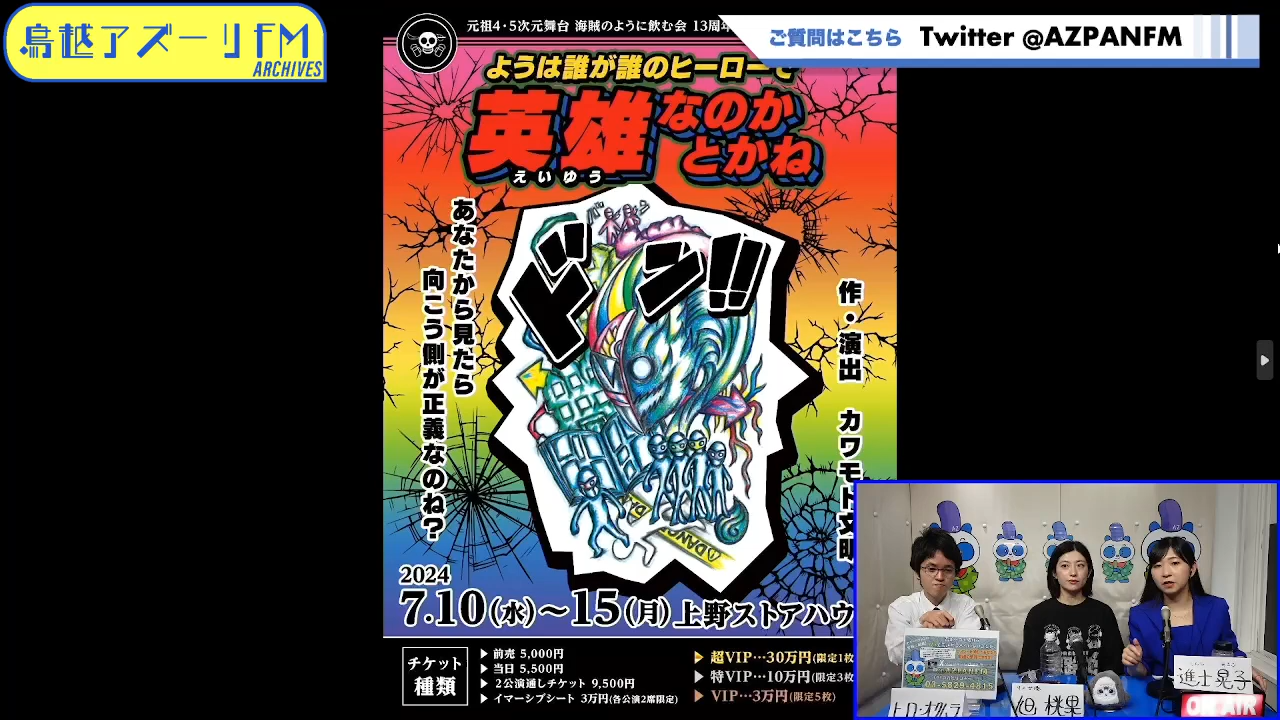 鳥越アズーリFM
ARCHIVES
元祖4・5次元舞台 海賊のように飲む会 13周年
ご質問はこちら Twitter @AZPANFM
ようは誰が誰のヒーローで
英雄なのか
とかね
えいゆう
バン
ドン!!
あなたから見たら
向こう側が正義なのね?
作・演出 カワモト文明
DANG
2024
7.10(水)~15(月)上野ストアハウ
チケット
種類
▶ 前売 5,000円
▶ 当日 5,500円
▶ 2公演通しチケット 9,500円
▶ イマーシブシート 3万円(各公演2席限定)
▶ 超VIP…30万円(限定1枚
▶ 特VIP…10万円(限定3枚
▶ VIP…3万円(限定5枚)
AZ
AZPANFM
03-5829-4815
桃果
進士晃子
ON AIR